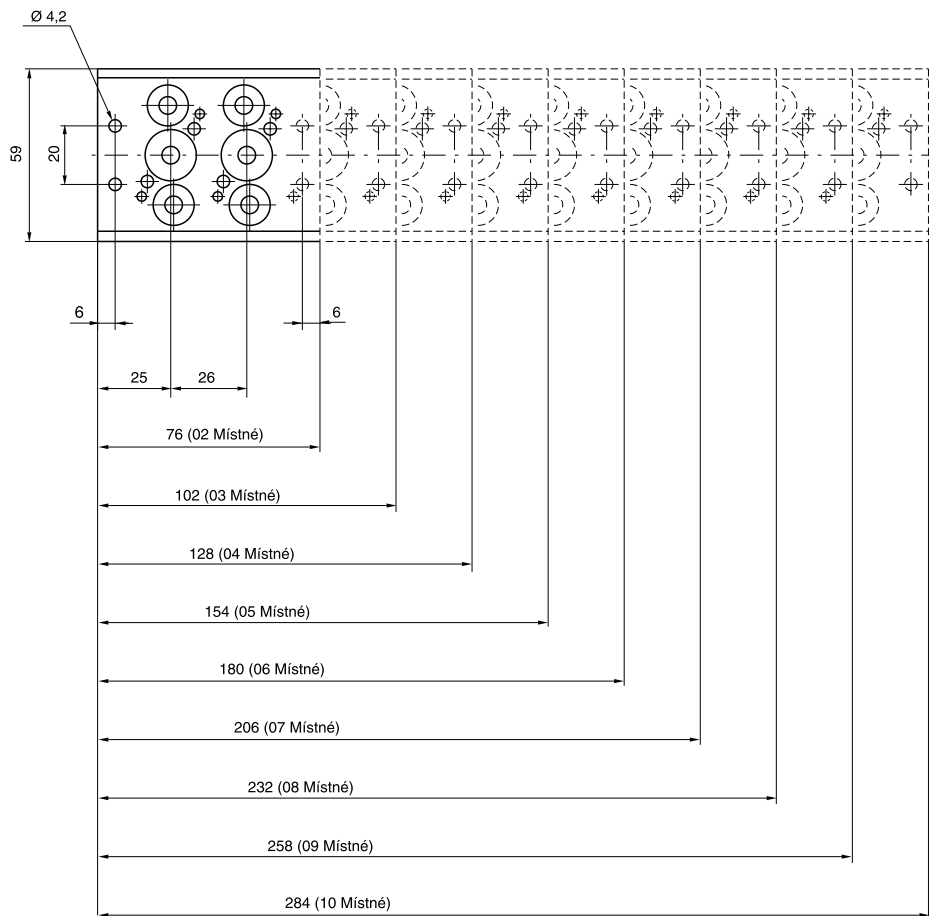 Ø 4,2
59
20
6
6
25
26
76 (02 Místné)
102 (03 Místné)
128 (04 Místné)
154 (05 Místné)
180 (06 Místné)
206 (07 Místné)
232 (08 Místné)
258 (09 Místné)
284 (10 Místné)